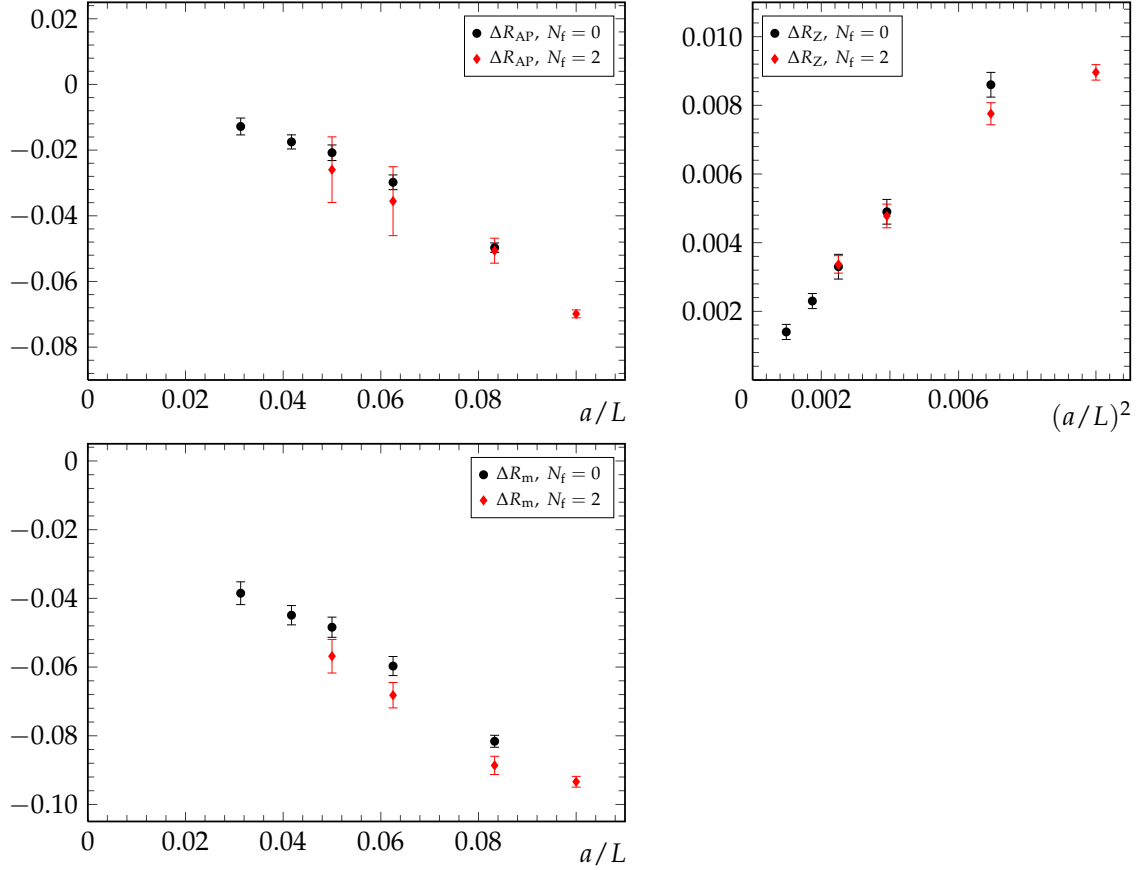 0.02
0
−0.02
−0.04
−0.06
−0.08
ΔR_AP, N_f = 0
ΔR_AP, N_f = 2
0 0.02 0.04 0.06 0.08 a/L
0.010
0.008
0.006
0.004
0.002
ΔR_Z, N_f = 0
ΔR_Z, N_f = 2
0 0.002 0.006 (a/L)²
0
−0.02
−0.04
−0.06
−0.08
−0.10
ΔR_m, N_f = 0
ΔR_m, N_f = 2
0 0.02 0.04 0.06 0.08 a/L